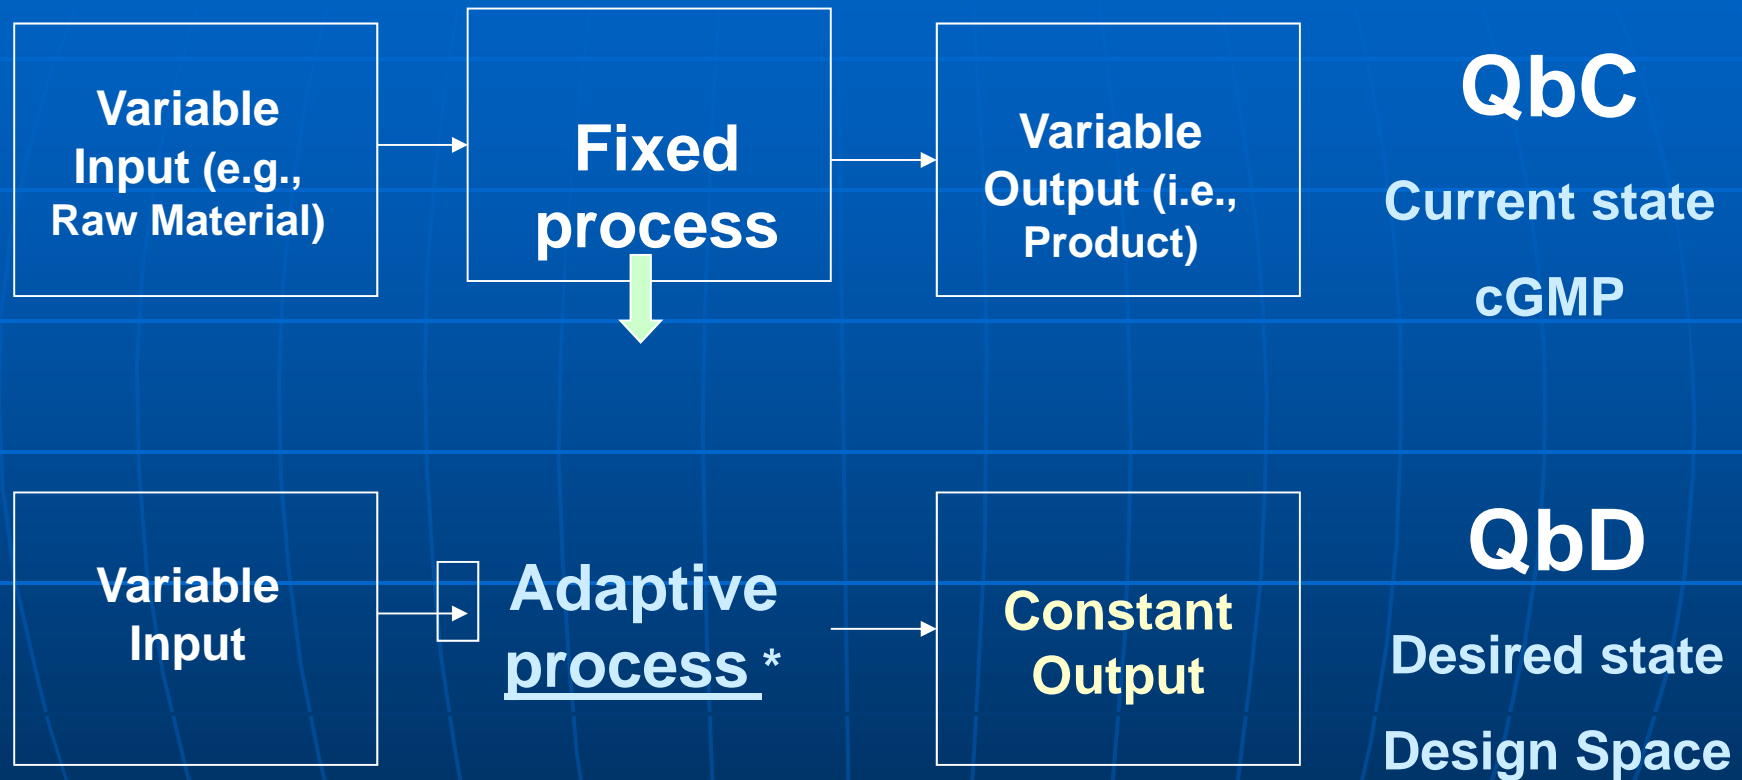 Variable
Input (e.g.,
Raw Material)
Fixed
process
Variable
Output (i.e.,
Product)
QbC
Current state
cGMP
Variable
Input
Adaptive
process *
Constant
Output
QbD
Desired state
Design Space